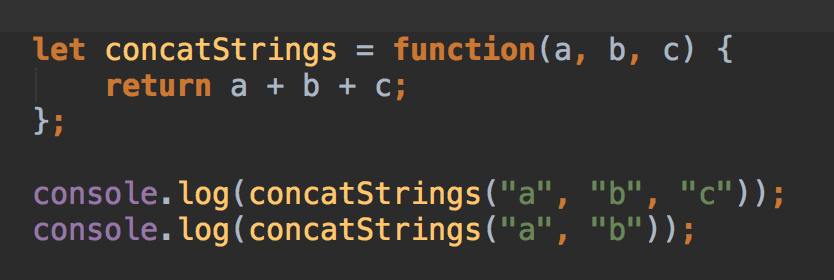 let concatStrings = function(a, b, c) {
    return a + b + c;
};
console.log(concatStrings("a", "b", "c"));
console.log(concatStrings("a", "b"));